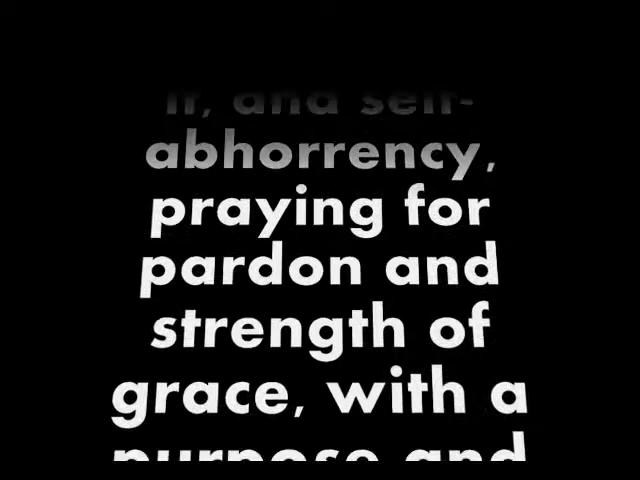 it, and self-
abhorrency,
praying for
pardon and
strength of
grace, with a
purpose and